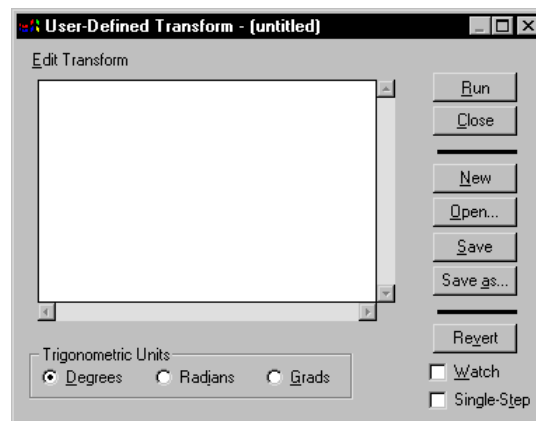 User-Defined Transform - (untitled)
Edit Transform
Run
Close
New
Open...
Save
Save as...
Revert
Trigonometric Units
Degrees
Radians
Grads
Watch
Single-Step